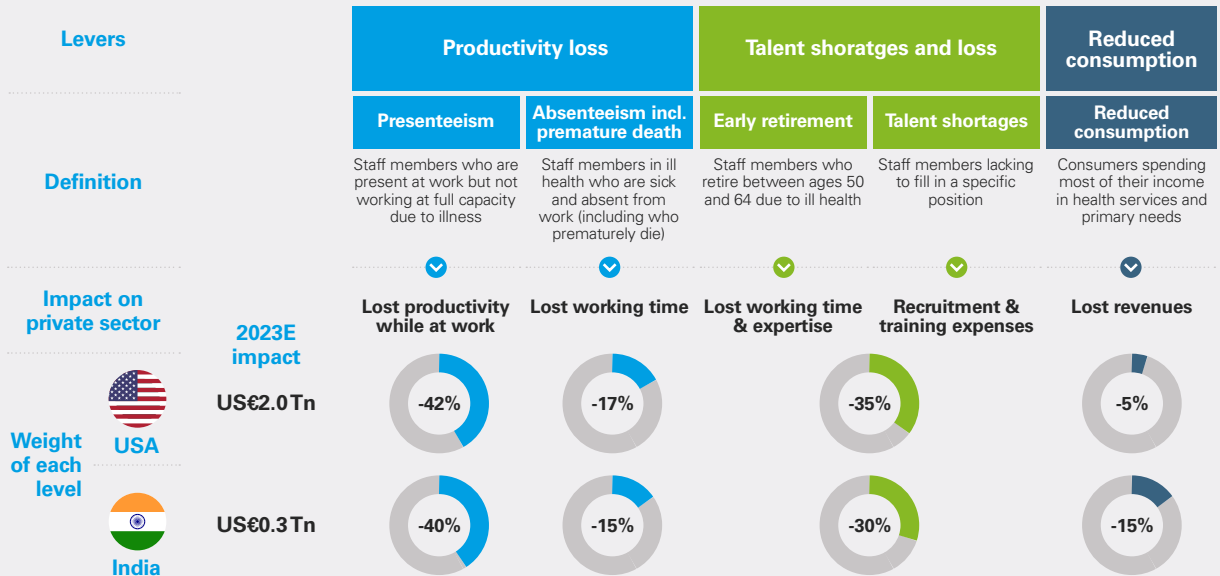 Levers
Productivity loss
Talent shoratges and loss
Reduced
consumption
Definition
Presenteeism
Absenteeism incl.
premature death
Early retirement
Talent shortages
Reduced
consumption
Staff members who are
present at work but not
working at full capacity
due to illness
Staff members in ill
health who are sick
and absent from
work (including who
prematurely die)
Staff members who
retire between ages 50
and 64 due to ill health
Staff members lacking
to fill in a specific
position
Consumers spending
most of their income
in health services and
primary needs
Impact on
private sector
2023E
impact
Lost productivity
while at work
Lost working time
Lost working time
& expertise
Recruitment &
training expenses
Lost revenues
Weight
of each
level
USA
US€2.0 Tn
-42%
-17%
-35%
-5%
India
US€0.3 Tn
-40%
-15%
-30%
-15%